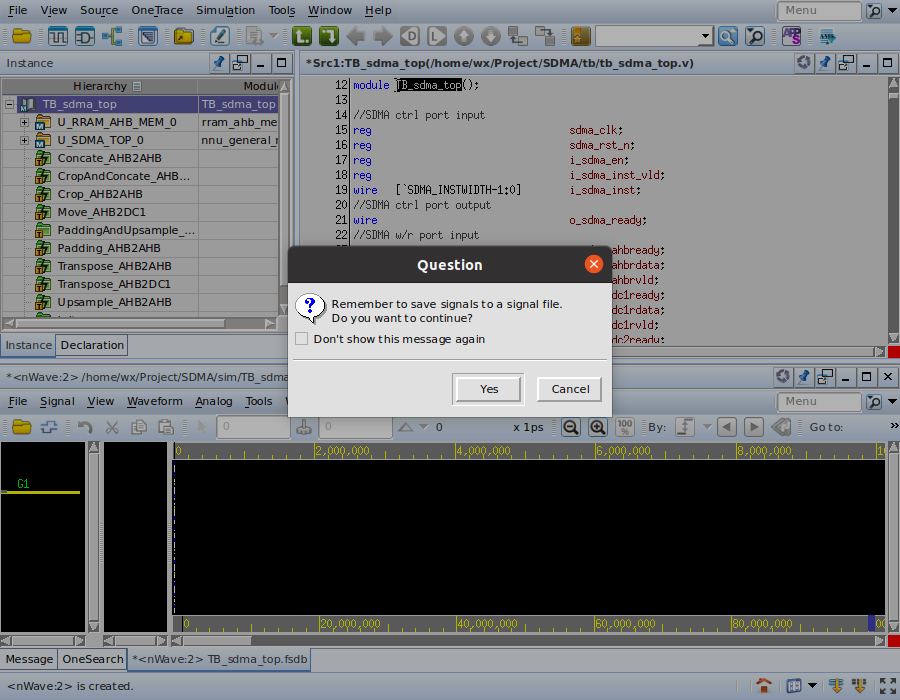 File View Source OneTrace Simulation Tools Window Help Menu
Instance
*Src1:TB_sdma_top(/home/wx/Project/SDMA/tb/tb_sdma_top.v)
Hierarchy Module
TB_sdma_top TB_sdma_top
U_RRAM_AHB_MEM_0 rram_ahb_me
U_SDMA_TOP_0 nnu_general_r
Concate_AHB2AHB
CropAndConcate_AHB...
Crop_AHB2AHB
Move_AHB2DC1
PaddingAndUpsample_...
Padding_AHB2AHB
Transpose_AHB2AHB
Transpose_AHB2DC1
Upsample_AHB2AHB
Instance Declaration
12 module TB_sdma_top();
13
14 //SDMA ctrl port input
15 reg sdma_clk;
16 reg sdma_rst_n;
17 reg i_sdma_en;
18 reg i_sdma_inst_vld;
19 wire [`SDMA_INSTWIDTH-1:0] i_sdma_inst;
20 //SDMA ctrl port output
21 wire o_sdma_ready;
22 //SDMA w/r port input
ahbready;
ahbrdata;
ahbrvld;
dc1ready;
dc1rdata;
dc1rvld;
dc2ready;
Question
Remember to save signals to a signal file.
Do you want to continue?
Don't show this message again
Yes Cancel
*<nWave:2> /home/wx/Project/SDMA/sim/TB_sdma
File Signal View Waveform Analog Tools Menu
0 0 0 x 1ps 100 % By: Go to: »
G1
0 2,000,000 4,000,000 6,000,000 8,000,000 10
0 20,000,000 40,000,000 60,000,000 80,000,000 00
Message OneSearch *<nWave:2> TB_sdma_top.fsdb
<nWave:2> is created.